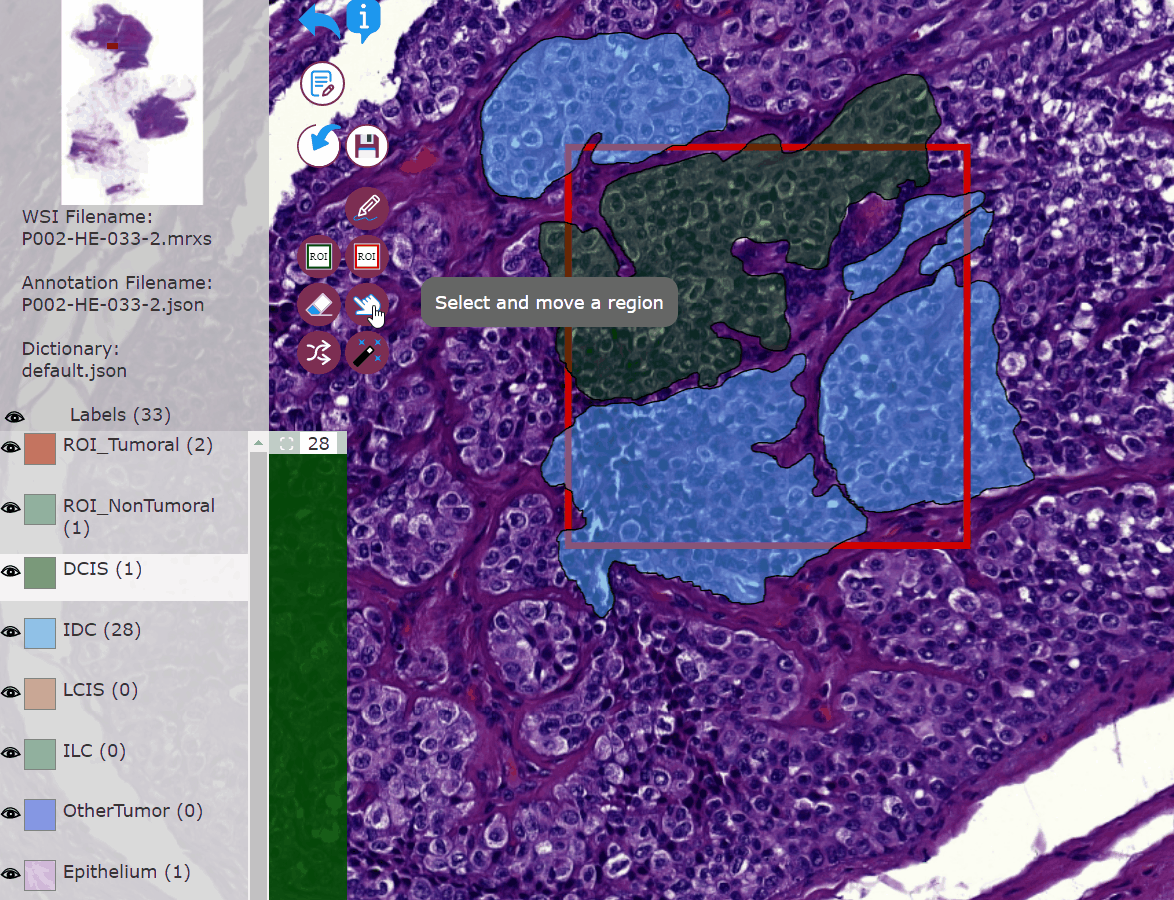 i
WSI Filename:
P002-HE-033-2.mrxs
Annotation Filename:
P002-HE-033-2.json
Dictionary:
default.json
Labels (33)
ROI_Tumoral (2)
28
ROI_NonTumoral
(1)
DCIS (1)
IDC (28)
LCIS (0)
ILC (0)
OtherTumor (0)
Epithelium (1)
ROI
ROI
Select and move a region